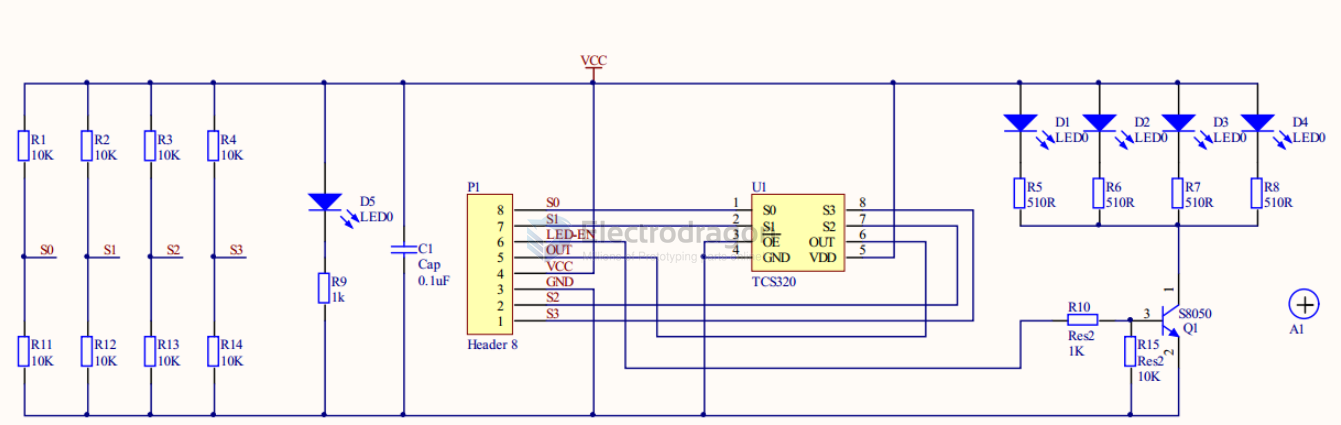 VCC
R1
10K
R2
10K
R3
10K
R4
10K
D5
LED0
R9
1k
C1
Cap
0.1uF
S0
S1
S2
S3
R11
10K
R12
10K
R13
10K
R14
10K
P1
8
7
6
5
4
3
2
1
Header 8
S0
S1
LED-EN
OUT
VCC
GND
S2
S3
Electrodragon
U1
1
2
3
4
S0
S1
OE
GND
S3
S2
OUT
VDD
8
7
6
5
TCS320
D1
LED0
D2
LED0
D3
LED0
D4
LED0
R5
510R
R6
510R
R7
510R
R8
510R
R10
Res2
1K
R15
Res2
10K
1
3
2
S8050
Q1
A1